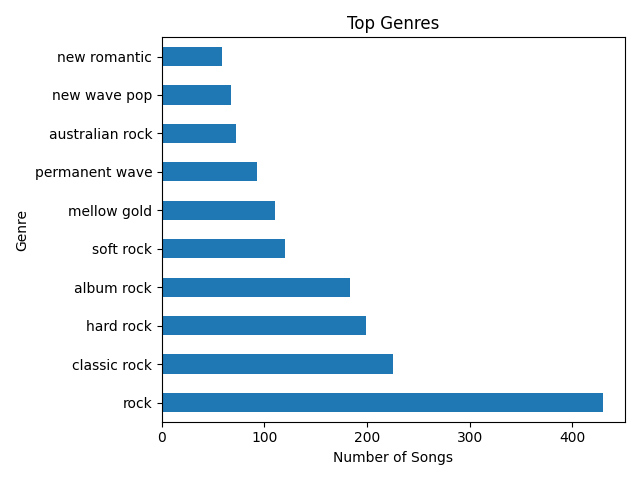 Top Genres
new romantic
new wave pop
australian rock
permanent wave
mellow gold
soft rock
album rock
hard rock
classic rock
rock
Genre
0 100 200 300 400
Number of Songs